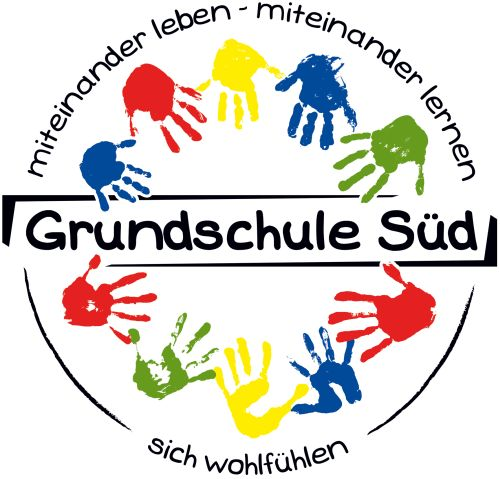 miteinander leben - miteinander lernen
Grundschule Süd
sich wohlfühlen